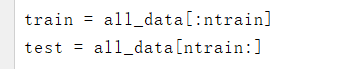 train = all_data[:ntrain]
test = all_data[ntrain:]